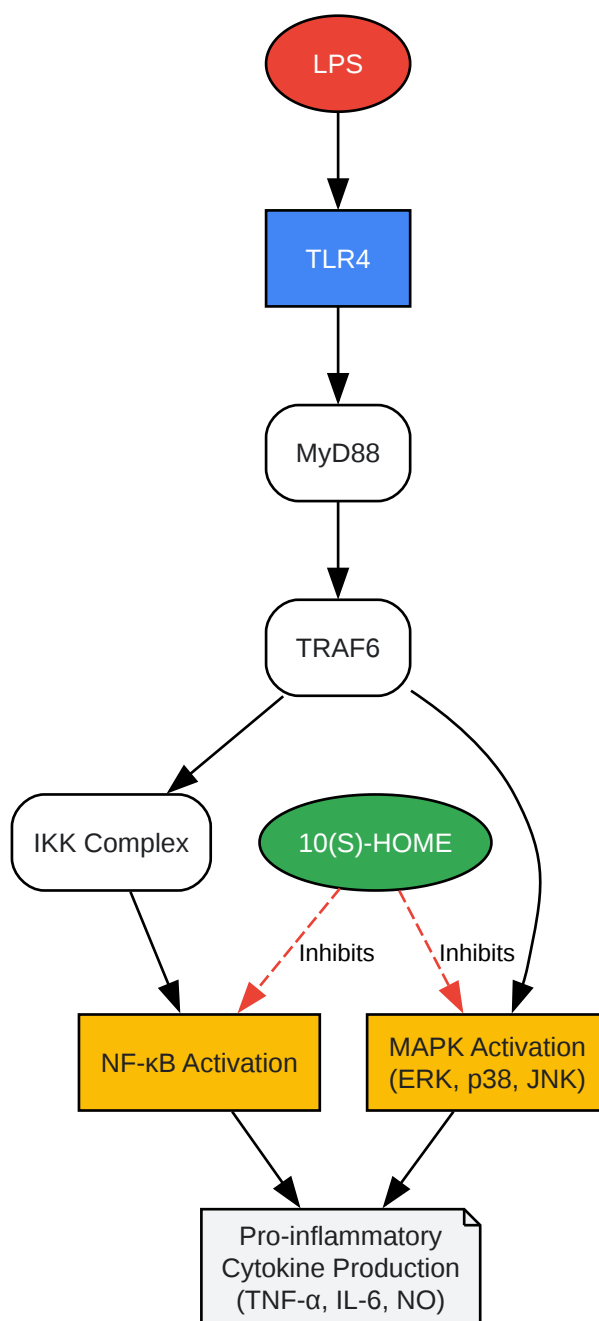 LPS
TLR4
MyD88
TRAF6
IKK Complex
10(S)-HOME
Inhibits
Inhibits
NF-κB Activation
MAPK Activation
(ERK, p38, JNK)
Pro-inflammatory
Cytokine Production
(TNF-α, IL-6, NO)